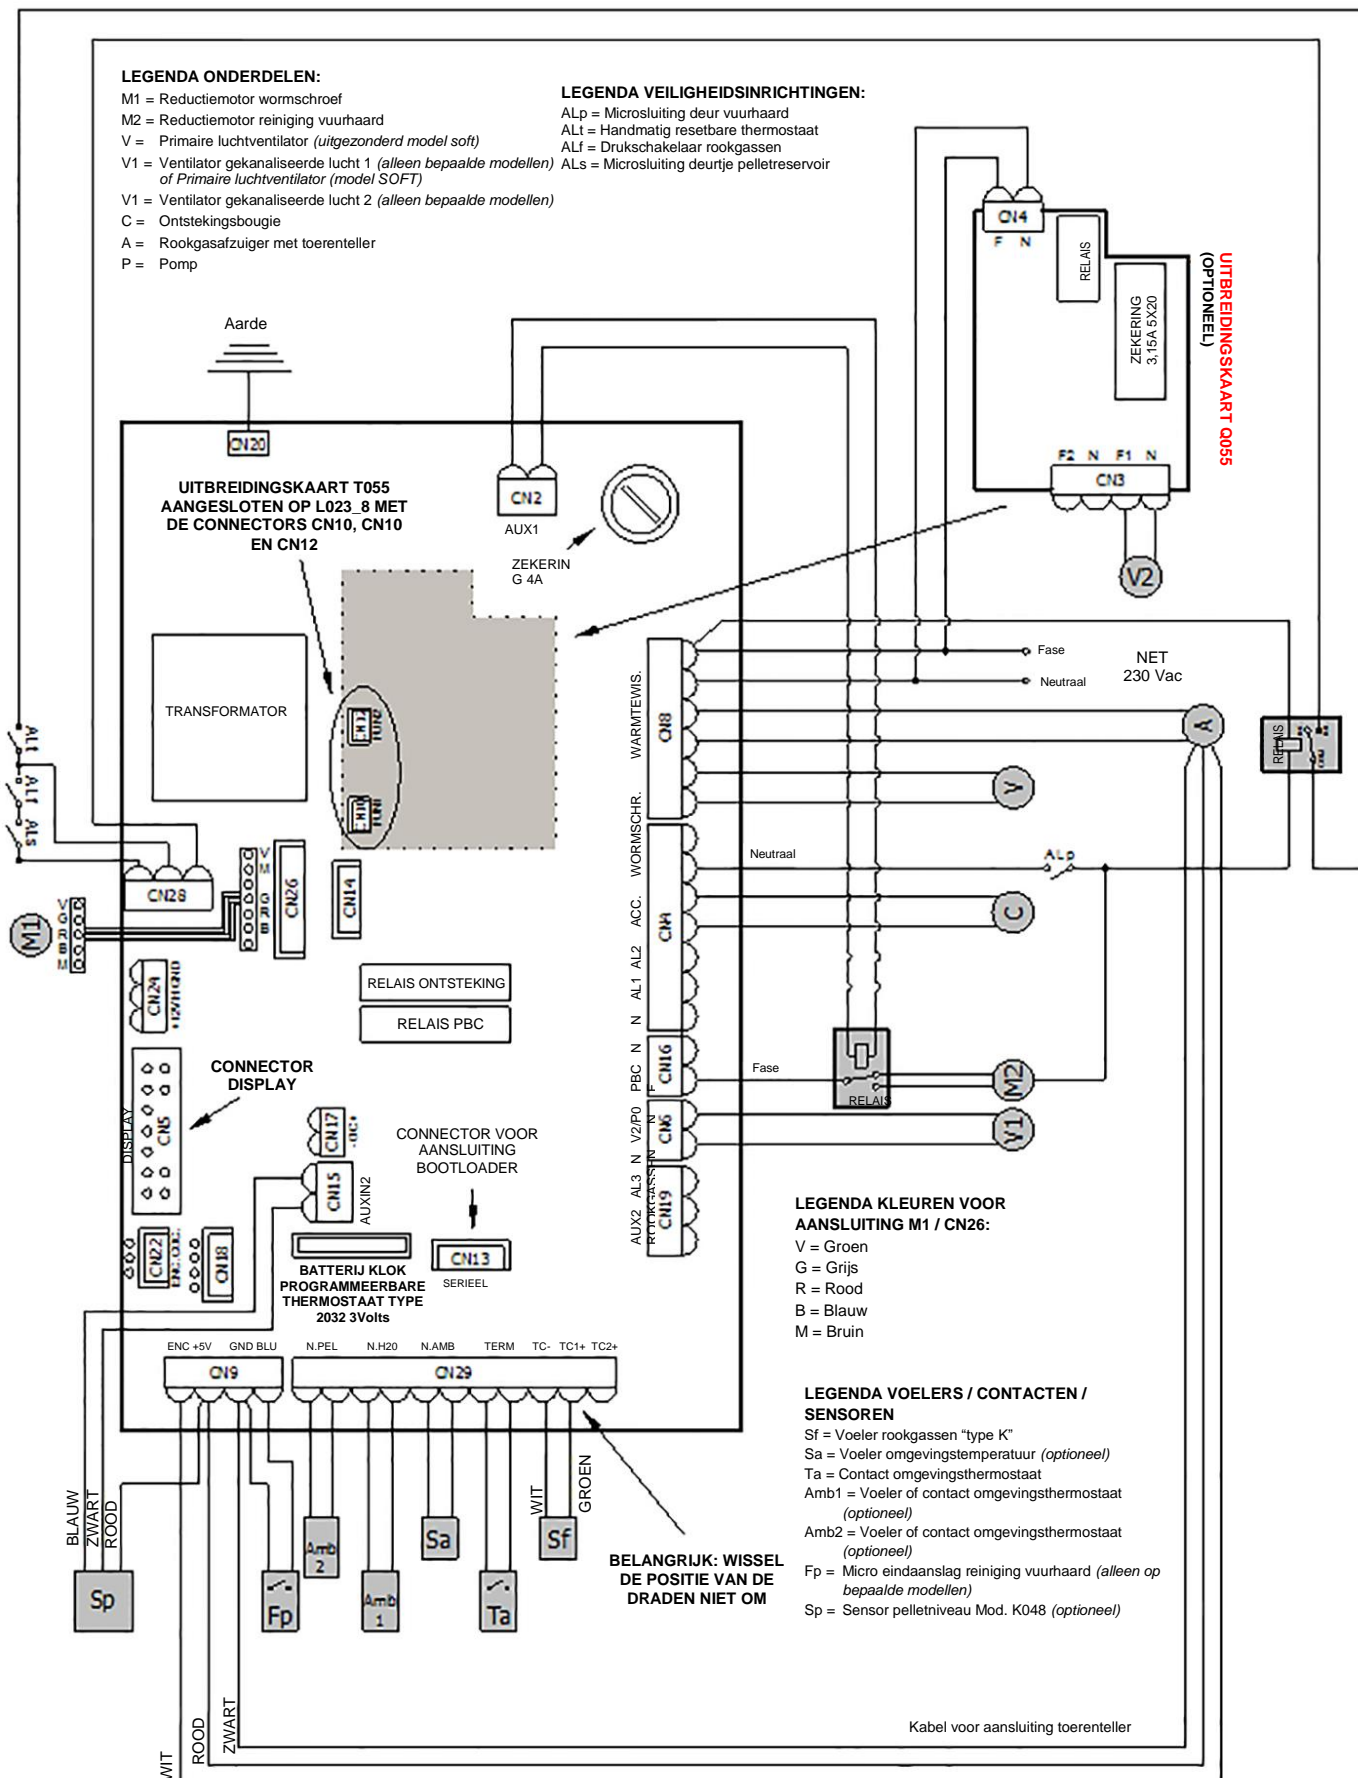 LEGENDA ONDERDELEN:
M1 = Reductiemotor wormschroef
M2 = Reductiemotor reiniging vuurhaard
V = Primaire luchtventilator (uitgezonderd model soft)
V1 = Ventilator gekanaliseerde lucht 1 (alleen bepaalde modellen)
of Primaire luchtventilator (model SOFT)
V1 = Ventilator gekanaliseerde lucht 2 (alleen bepaalde modellen)
C = Ontstekingsbougie
A = Rookgasafzuiger met toerenteller
P = Pomp
LEGENDA VEILIGHEIDSINRICHTINGEN:
ALp = Microsluiting deur vuurhaard
ALt = Handmatig resetbare thermostaat
ALf = Drukschakelaar rookgassen
ALs = Microsluiting deurtje pelletreservoir
CN4
F N
RELAIS
ZEKERING
3,15A 5X20
UITBREIDINGSKAART Q055
(OPTIONEEL)
F2 N F1 N
CN3
V2
Aarde
CN20
UITBREIDINGSKAART T055
AANGESLOTEN OP L023_8 MET
DE CONNECTORS CN10, CN10
EN CN12
CN2
AUX1
ZEKERIN
G 4A
TRANSFORMATOR
CN12
FUN2
CN10
FUN1
Fase
Neutraal
NET
230 Vac
WARMTEWIS.
CN8
A
RELAIS
V
ALt
ALf
ALs
CN28
V
M
G
R
B
CN26
CN14
M1
V
G
R
B
M
WORMSCHR.
ACC.
AL2
AL1
N
CN4
Neutraal
ALp
C
CN24
+12V H GND
RELAIS ONTSTEKING
RELAIS PBC
CONNECTOR
DISPLAY
DISPLAY
CN5
N
PBC
CN16
F
Fase
RELAIS
M2
N
V2/P0
N
CN6
V1
CN17
-OC+
CN15
AUXIN2
CONNECTOR VOOR
AANSLUITING
BOOTLOADER
AL3
AUX2
ROOKGASSHN
CN19
CN22
CN18
BATTERIJ KLOK
PROGRAMMEERBARE
THERMOSTAAT TYPE
2032 3Volts
CN13
SERIEEL
LEGENDA KLEUREN VOOR
AANSLUITING M1 / CN26:
V = Groen
G = Grijs
R = Rood
B = Blauw
M = Bruin
ENC +5V GND BLU N.PEL N.H20 N.AMB TERM TC- TC1+ TC2+
CN9
CN29
LEGENDA VOELERS / CONTACTEN /
SENSOREN
Sf = Voeler rookgassen “type K”
Sa = Voeler omgevingstemperatuur (optioneel)
Ta = Contact omgevingsthermostaat
Amb1 = Voeler of contact omgevingsthermostaat
(optioneel)
Amb2 = Voeler of contact omgevingsthermostaat
(optioneel)
Fp = Micro eindaanslag reiniging vuurhaard (alleen op
bepaalde modellen)
Sp = Sensor pelletniveau Mod. K048 (optioneel)
BLAUW
ZWART
ROOD
WIT
GROEN
Sp
Fp
Amb
2
Amb
1
Sa
Ta
Sf
BELANGRIJK: WISSEL
DE POSITIE VAN DE
DRADEN NIET OM
WIT
ROOD
ZWART
Kabel voor aansluiting toerenteller